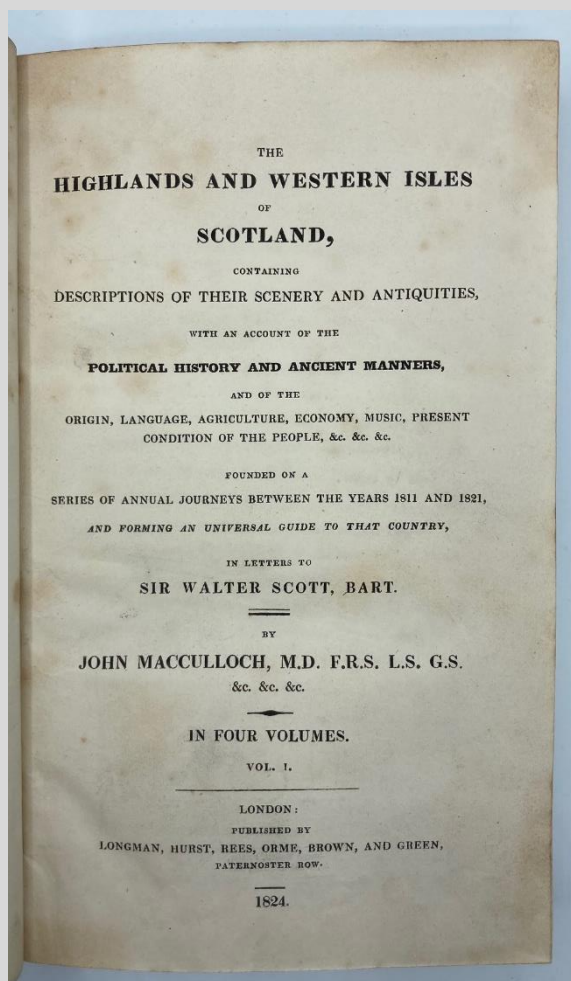 THE
HIGHLANDS AND WESTERN ISLES
OF
SCOTLAND,
CONTAINING
DESCRIPTIONS OF THEIR SCENERY AND ANTIQUITIES,
WITH AN ACCOUNT OF THE
POLITICAL HISTORY AND ANCIENT MANNERS,
AND OF THE
ORIGIN, LANGUAGE, AGRICULTURE, ECONOMY, MUSIC, PRESENT
CONDITION OF THE PEOPLE, &c. &c. &c.
FOUNDED ON A
SERIES OF ANNUAL JOURNEYS BETWEEN THE YEARS 1811 AND 1821,
AND FORMING AN UNIVERSAL GUIDE TO THAT COUNTRY,
IN LETTERS TO
SIR WALTER SCOTT, BART.
BY
JOHN MACCULLOCH, M.D. F.R.S. L.S. G.S.
&c. &c. &c.
IN FOUR VOLUMES.
VOL. I.
LONDON:
PUBLISHED BY
LONGMAN, HURST, REES, ORME, BROWN, AND GREEN,
PATERNOSTER ROW.
1824.